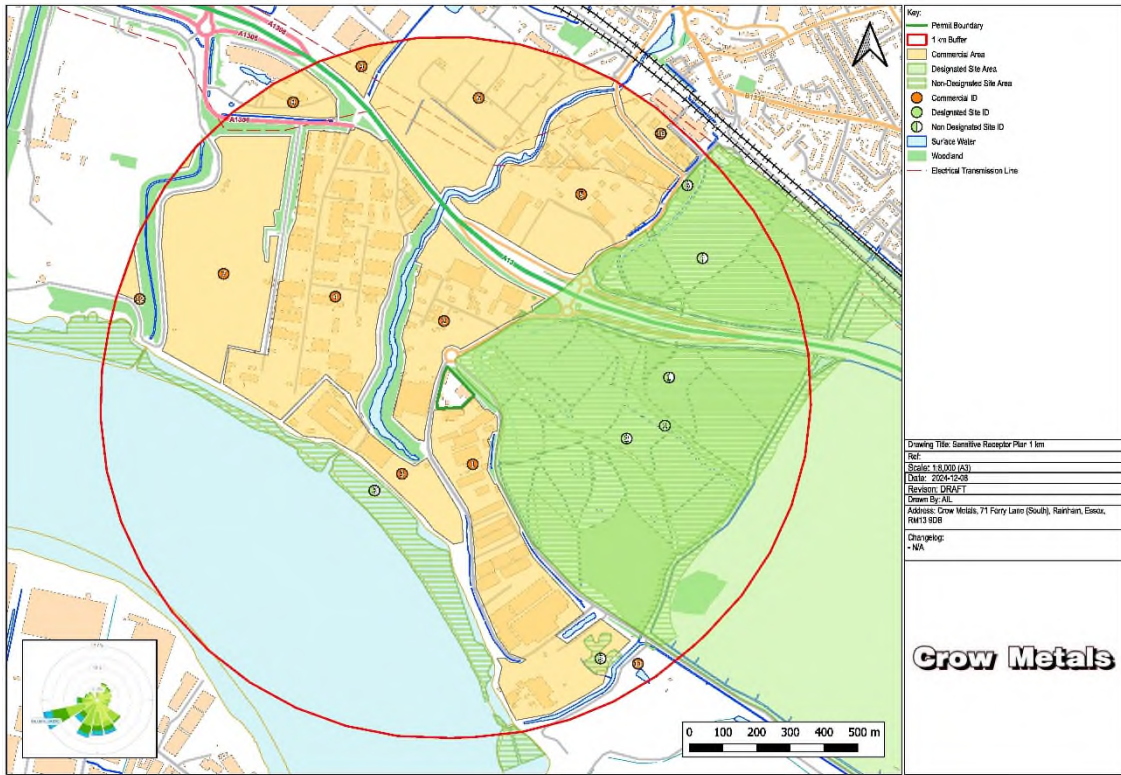 A1306
A1306
A1306
A13
Key:
Permit Boundary
1 km Buffer
Commercial Area
Designated Site Area
Non-Designated Site Area
Commercial ID
Designated Site ID
Non Designated Site ID
Surface Water
Woodland
Electrical Transmission Line
Drawing Title: Sensitive Receptor Plan 1 km
Ref:
Scale: 1:8,000 (A3)
Date: 2024-12-06
Revision: DRAFT
Drawn By: AIL
Address: Crow Metals, 71 Ferry Lane (South), Rainham, Essex,
RM13 9DB
Changelog:
- N/A
Crow Metals
0 100 200 300 400 500 m